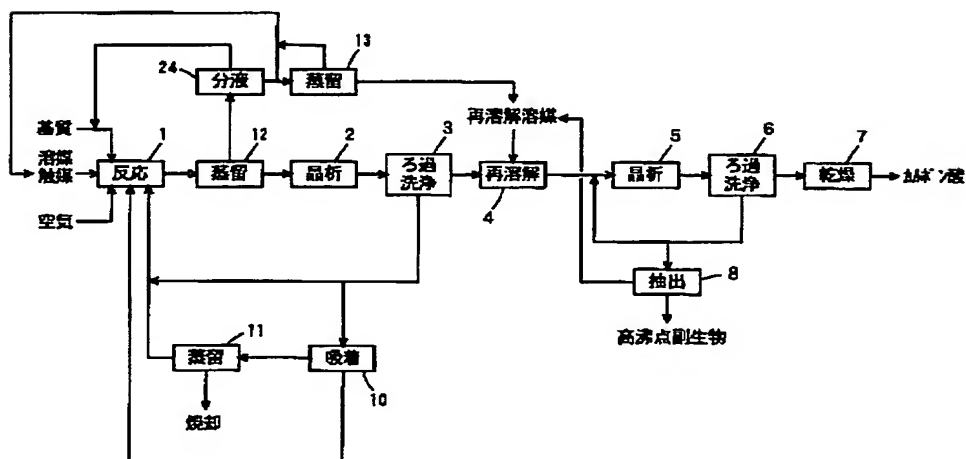 13
24
分液
蒸留
再溶解溶媒
基質
溶媒
触媒
空気
1
反応
12
蒸留
2
晶析
3
ろ過
洗浄
再溶解
4
5
晶析
6
ろ過
洗浄
7
乾燥
カルボン酸
抽出
8
高沸点副生物
11
蒸留
吸着
10
焼却